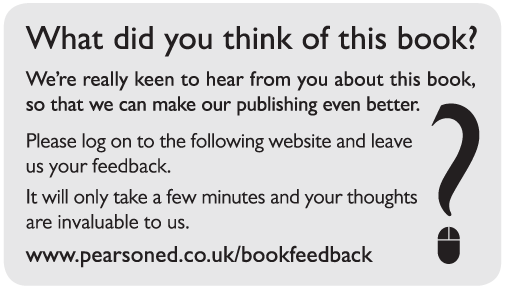 What did you think of this book?
We're really keen to hear from you about this book,
so that we can make our publishing even better.
Please log on to the following website and leave
us your feedback.
It will only take a few minutes and your thoughts
are invaluable to us.
www.pearsoned.co.uk/bookfeedback
?